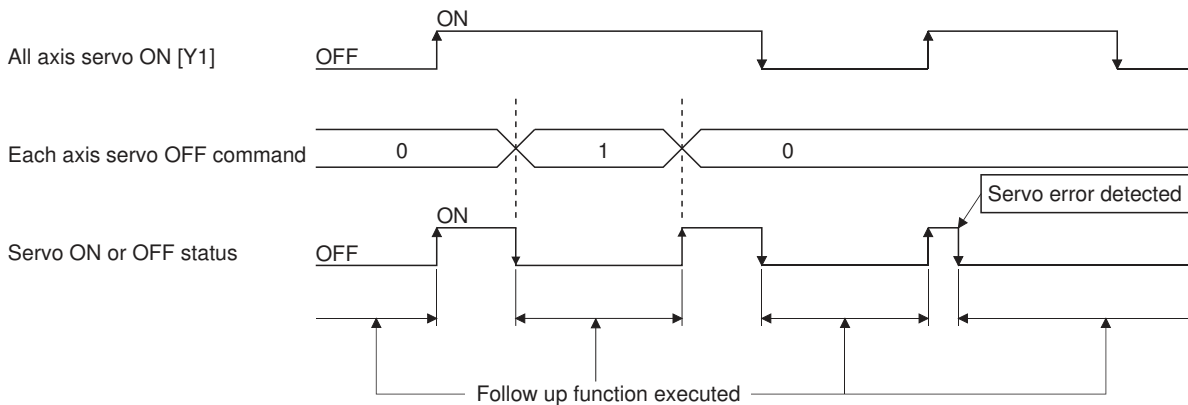 ON
All axis servo ON [Y1]
OFF
Each axis servo OFF command
0
1
0
Servo error detected
ON
Servo ON or OFF status
OFF
Follow up function executed